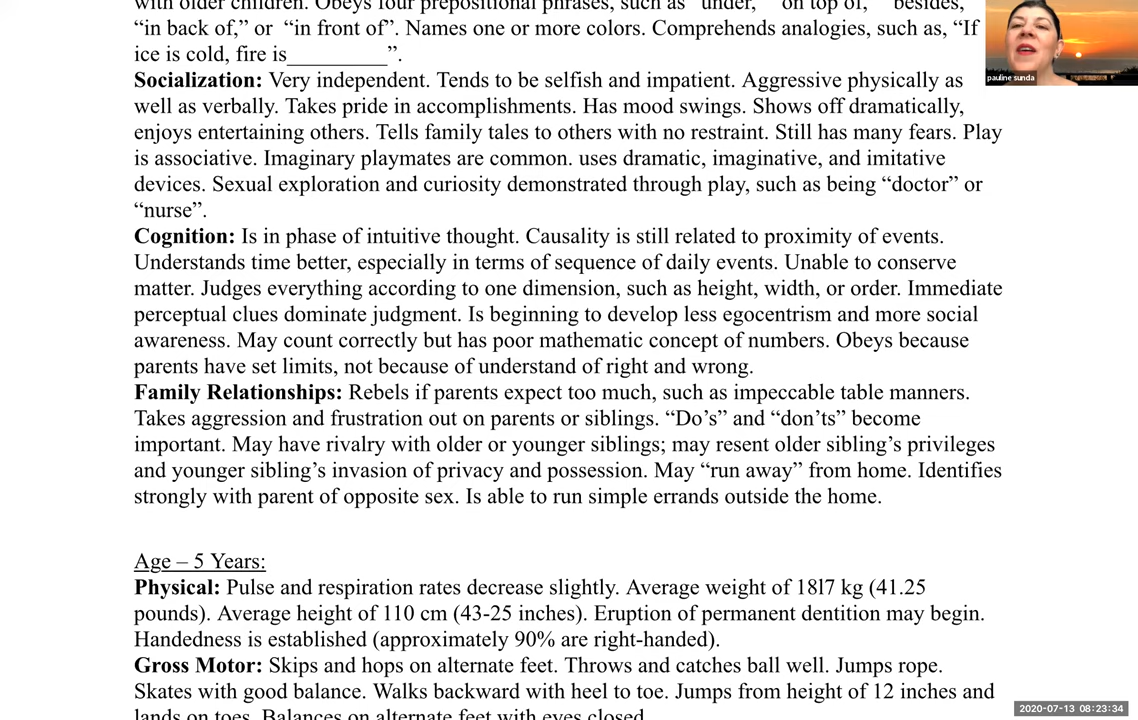 with older children. Obeys four prepositional phrases, such as “under,” “on top of,” “besides,”
“in back of,” or “in front of”. Names one or more colors. Comprehends analogies, such as, “If
ice is cold, fire is__________”.
Socialization: Very independent. Tends to be selfish and impatient. Aggressive physically as
well as verbally. Takes pride in accomplishments. Has mood swings. Shows off dramatically,
enjoys entertaining others. Tells family tales to others with no restraint. Still has many fears. Play
is associative. Imaginary playmates are common. uses dramatic, imaginative, and imitative
devices. Sexual exploration and curiosity demonstrated through play, such as being “doctor” or
“nurse”.
Cognition: Is in phase of intuitive thought. Causality is still related to proximity of events.
Understands time better, especially in terms of sequence of daily events. Unable to conserve
matter. Judges everything according to one dimension, such as height, width, or order. Immediate
perceptual clues dominate judgment. Is beginning to develop less egocentrism and more social
awareness. May count correctly but has poor mathematic concept of numbers. Obeys because
parents have set limits, not because of understand of right and wrong.
Family Relationships: Rebels if parents expect too much, such as impeccable table manners.
Takes aggression and frustration out on parents or siblings. “Do’s” and “don’ts” become
important. May have rivalry with older or younger siblings; may resent older sibling’s privileges
and younger sibling’s invasion of privacy and possession. May “run away” from home. Identifies
strongly with parent of opposite sex. Is able to run simple errands outside the home.
Age – 5 Years:
Physical: Pulse and respiration rates decrease slightly. Average weight of 18l7 kg (41.25
pounds). Average height of 110 cm (43-25 inches). Eruption of permanent dentition may begin.
Handedness is established (approximately 90% are right-handed).
Gross Motor: Skips and hops on alternate feet. Throws and catches ball well. Jumps rope.
Skates with good balance. Walks backward with heel to toe. Jumps from height of 12 inches and
lands on toes. Balances on alternate feet with eyes closed.
pauline sunda
2020-07-13 08:23:34